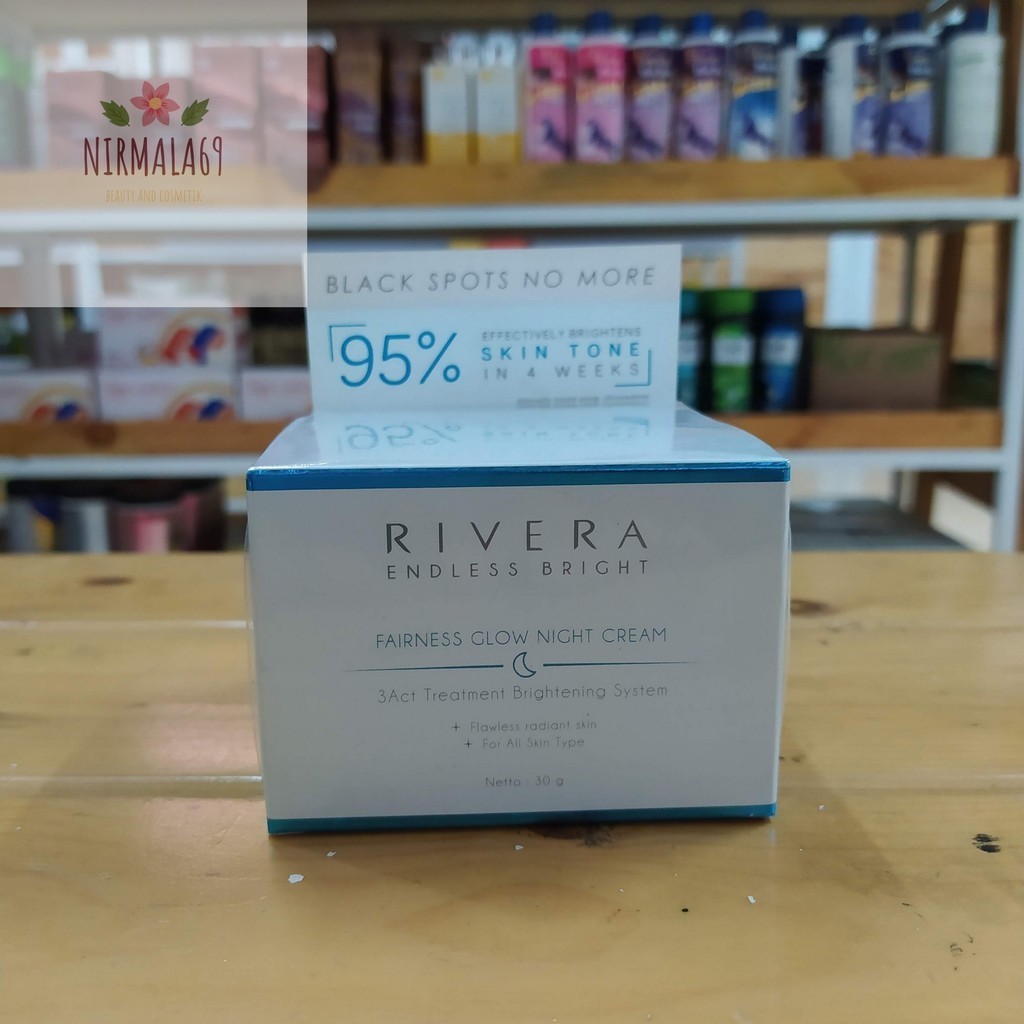 NIRMALA69
BEAUTY AND COSMETIK
BLACK SPOTS NO MORE
95%
EFFECTIVELY BRIGHTENS
SKIN TONE
IN 4 WEEKS
RIVERA
ENDLESS BRIGHT
FAIRNESS GLOW NIGHT CREAM
3Act Treatment Brightening System
+ Flawless radiant skin
+ For All Skin Type
Netto : 30 g